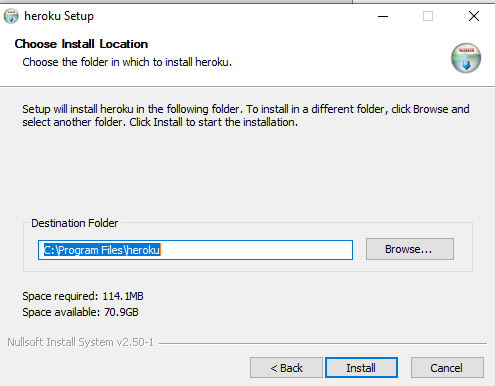 heroku Setup
Choose Install Location
Choose the folder in which to install heroku.
Setup will install heroku in the following folder. To install in a different folder, click Browse and
select another folder. Click Install to start the installation.
Destination Folder
C:\Program Files\heroku
Browse...
Space required: 114.1MB
Space available: 70.9GB
Nullsoft Install System v2.50-1
< Back
Install
Cancel